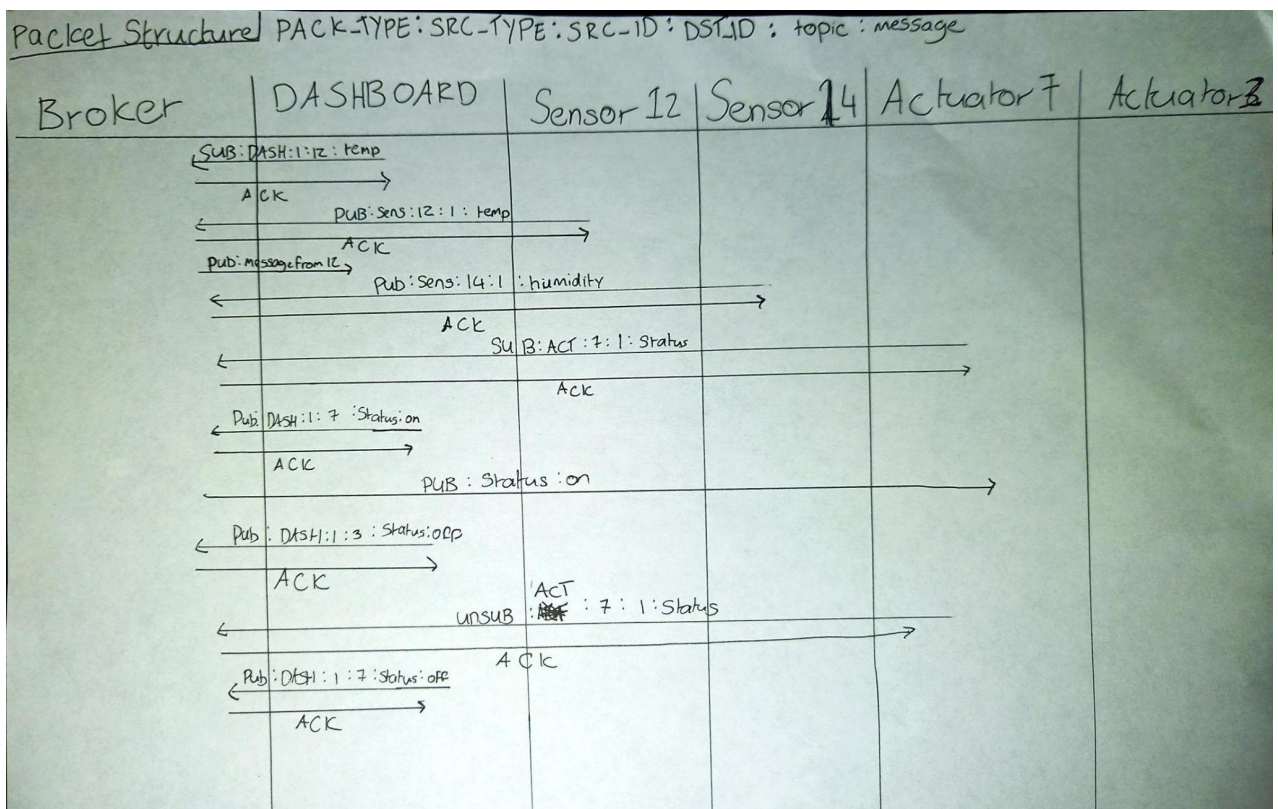 Packet Structure PACK_TYPE: SRC_TYPE: SRC_ID: DST_ID: topic: message
Broker DASHBOARD Sensor 12 Sensor 14 Actuator 7 Actuator 3
SUB:DASH:1:12: temp
ACK
PUB: Sens:12:1: temp
ACK
Pub: message from 12
Pub: Sens: 14:1: humidity
ACK
SUB: ACT: 7: 1: Status
ACK
Pub: DASH: 1: 7: Status: on
ACK
PUB: Status: on
Pub: DASH: 1: 3: Status: off
ACK
unsUB: ACT: 7: 1: Status
ACK
Pub: DASH: 1: 7: Status: off
ACK